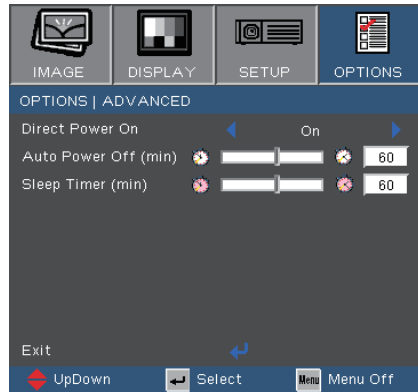 IMAGE DISPLAY SETUP OPTIONS
OPTIONS | ADVANCED
Direct Power On On
Auto Power Off (min) 60
Sleep Timer (min) 60
Exit
UpDown Select Menu Menu Off